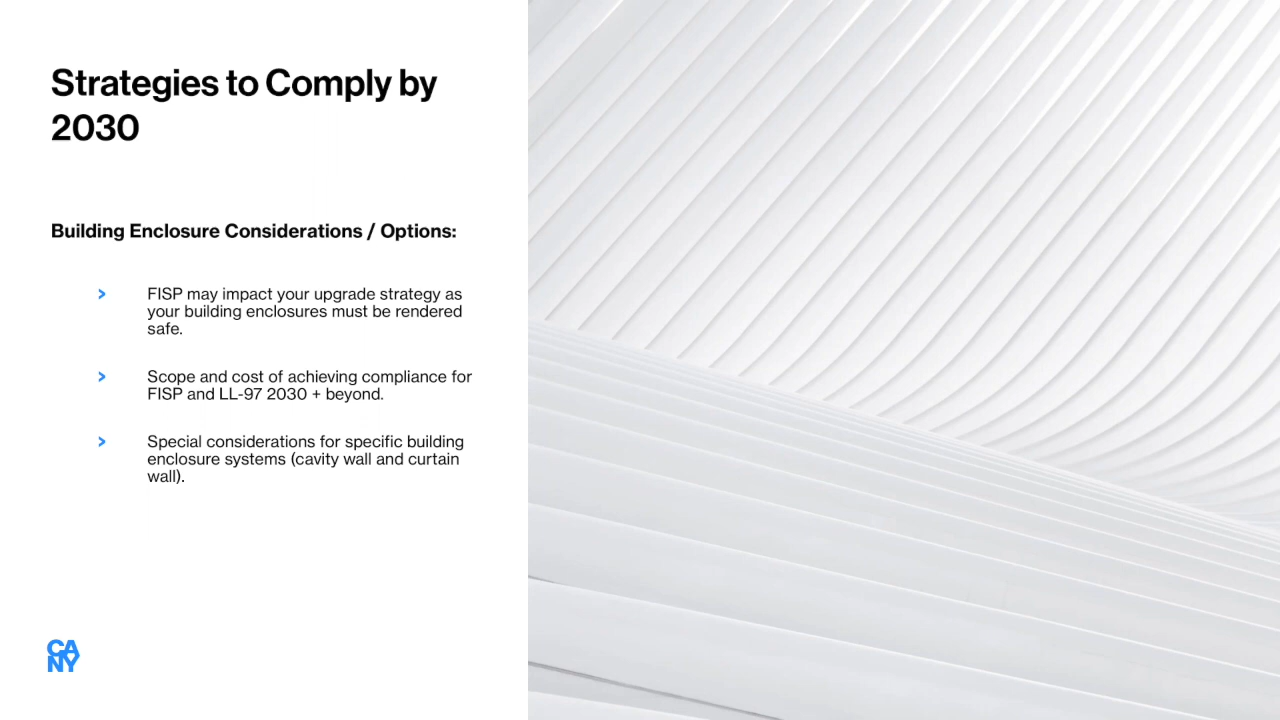 Strategies to Comply by
2030
Building Enclosure Considerations / Options:
> FISP may impact your upgrade strategy as
your building enclosures must be rendered
safe.
> Scope and cost of achieving compliance for
FISP and LL-97 2030 + beyond.
> Special considerations for specific building
enclosure systems (cavity wall and curtain
wall).
CA
NY